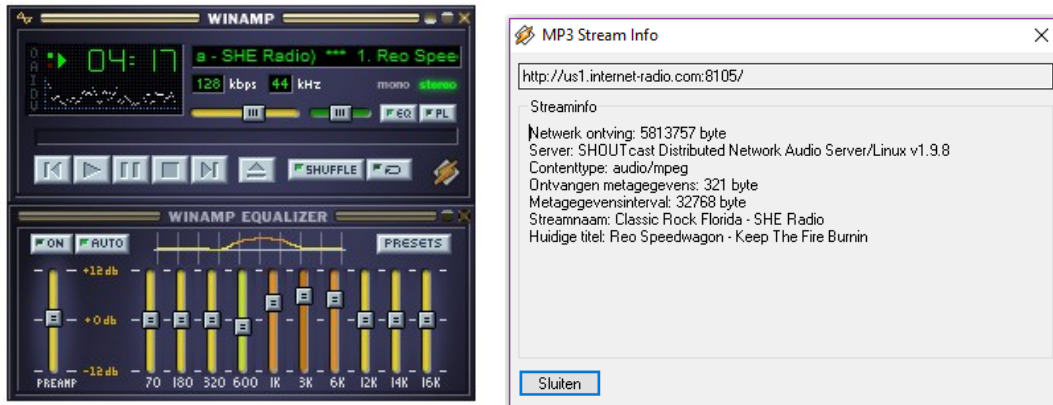 WINAMP
O
A
I
D
U
04:17
a - SHE Radio) *** 1. Reo Spee
128 kbps 44 kHz mono stereo
EQ PL
SHUFFLE
WINAMP EQUALIZER
ON AUTO PRESETS
+12 db
+0 db
-12 db
PREAMP 70 180 320 600 1K 3K 6K 12K 14K 16K
MP3 Stream Info
http://us1.internet-radio.com:8105/
Streaminfo
Netwerk ontving: 5813757 byte
Server: SHOUTcast Distributed Network Audio Server/Linux v1.9.8
Contenttype: audio/mpeg
Ontvangen metagegevens: 321 byte
Metagegevensinterval: 32768 byte
Streamnaam: Classic Rock Florida - SHE Radio
Huidige titel: Reo Speedwagon - Keep The Fire Burnin
Sluiten